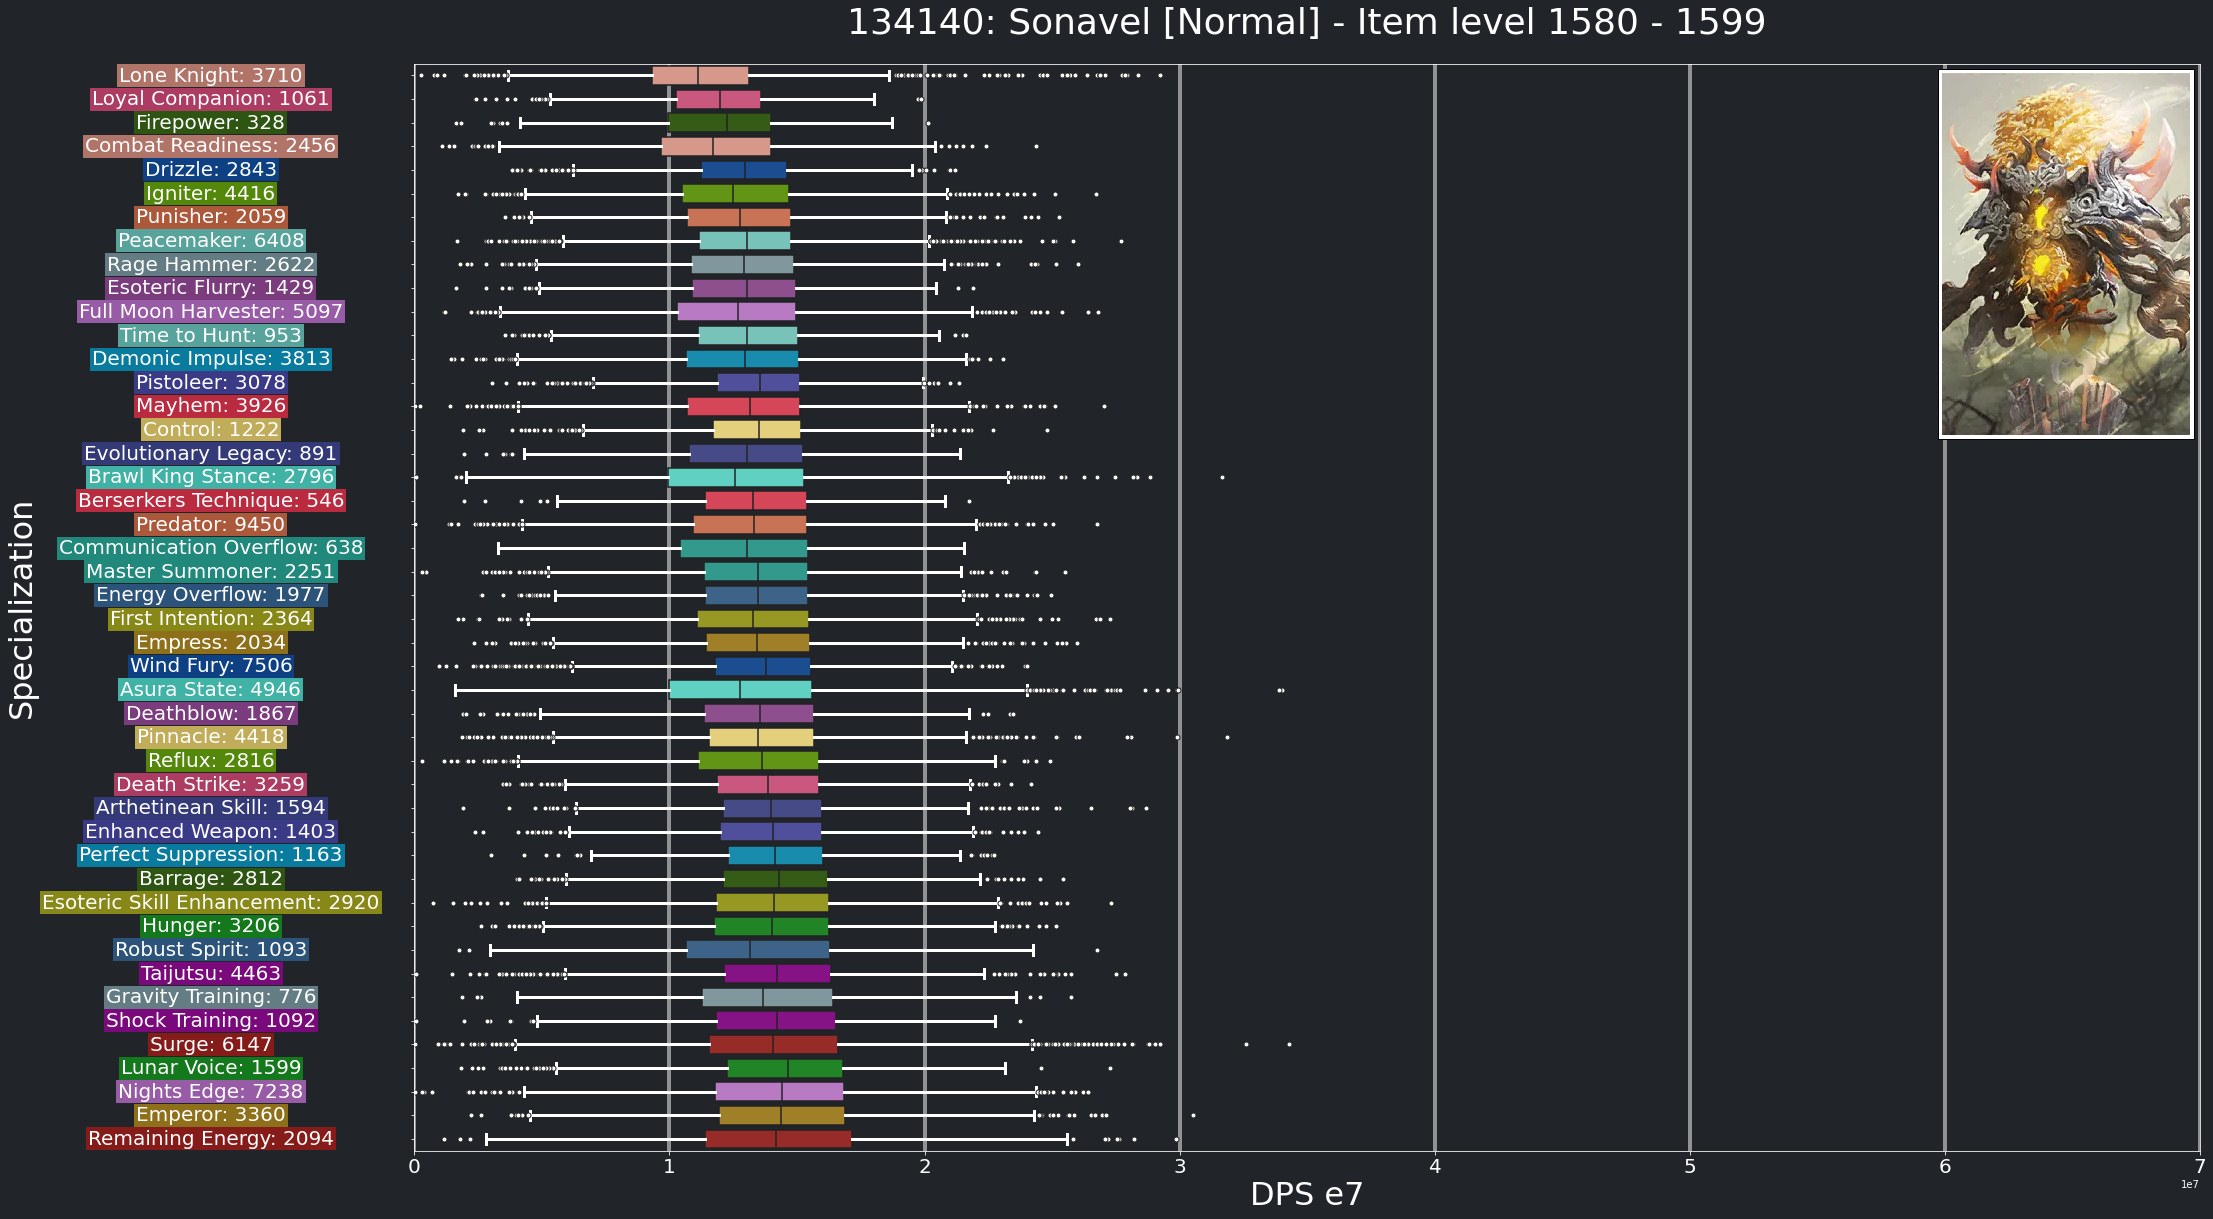 134140: Sonavel [Normal] - Item level 1580 - 1599
Specialization
Lone Knight: 3710
Loyal Companion: 1061
Firepower: 328
Combat Readiness: 2456
Drizzle: 2843
Igniter: 4416
Punisher: 2059
Peacemaker: 6408
Rage Hammer: 2622
Esoteric Flurry: 1429
Full Moon Harvester: 5097
Time to Hunt: 953
Demonic Impulse: 3813
Pistoleer: 3078
Mayhem: 3926
Control: 1222
Evolutionary Legacy: 891
Brawl King Stance: 2796
Berserkers Technique: 546
Predator: 9450
Communication Overflow: 638
Master Summoner: 2251
Energy Overflow: 1977
First Intention: 2364
Empress: 2034
Wind Fury: 7506
Asura State: 4946
Deathblow: 1867
Pinnacle: 4418
Reflux: 2816
Death Strike: 3259
Arthetinean Skill: 1594
Enhanced Weapon: 1403
Perfect Suppression: 1163
Barrage: 2812
Esoteric Skill Enhancement: 2920
Hunger: 3206
Robust Spirit: 1093
Taijutsu: 4463
Gravity Training: 776
Shock Training: 1092
Surge: 6147
Lunar Voice: 1599
Nights Edge: 7238
Emperor: 3360
Remaining Energy: 2094
0 1 2 3 4 5 6 7
1e7
DPS e7